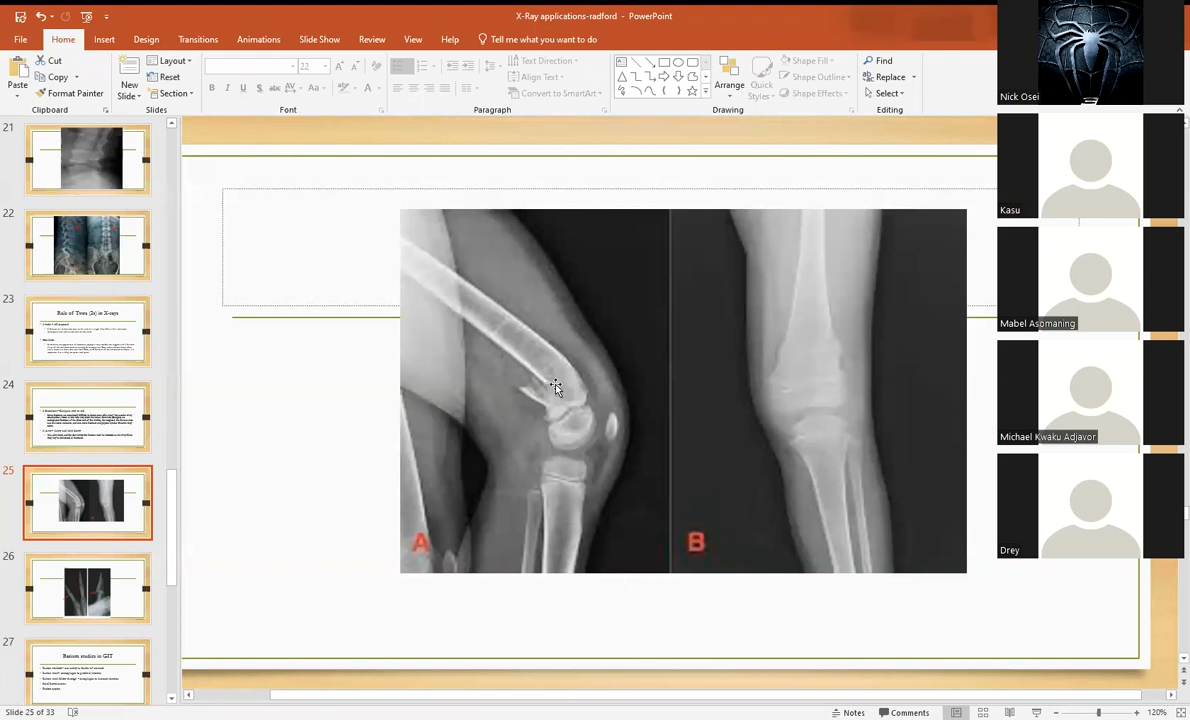 X-Ray applications-radford - PowerPoint
File Home Insert Design Transitions Animations Slide Show Review View Help Tell me what you want to do
Paste
Cut
Copy
Format Painter
Clipboard
New
Slide
Layout
Reset
Section
Slides
22
B I U S
Font
Text Direction
Align Text
Convert to SmartArt
Paragraph
Arrange
Quick
Styles
Shape Fill
Shape Outline
Shape Effects
Drawing
Find
Replace
Select
Editing
Nick Osei
Kasu
Mabel Asomaning
Michael Kwaku Adjavor
Drey
21
22
23
Rule of Twos (2s) in X-rays
24
25
26
27
Barium studies in GIT
A
B
Slide 25 of 33
Notes
Comments
120%